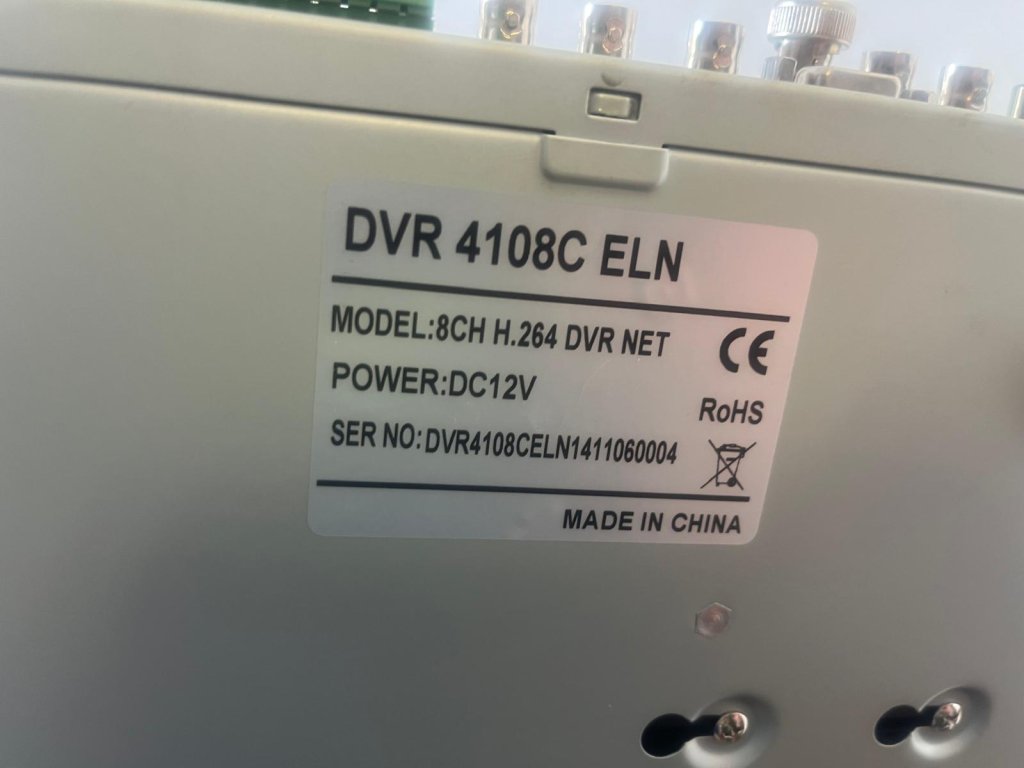 DVR 4108C ELN
MODEL:8CH H.264 DVR NET
CE
POWER:DC12V
RoHS
SER NO:DVR4108CELN1411060004
MADE IN CHINA